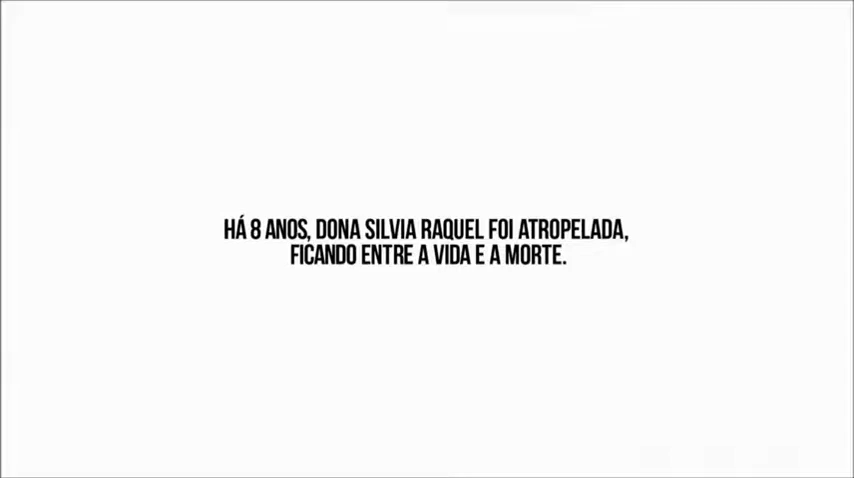 HÁ 8 ANOS, DONA SILVIA RAQUEL FOI ATROPELADA,
FICANDO ENTRE A VIDA E A MORTE.